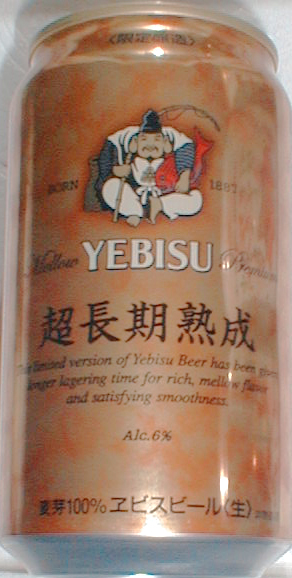 〈限定醸造〉
BORN 1887
Mellow YEBISU Premium
超長期熟成
limited version of Yebisu Beer has been given
longer lagering time for rich, mellow flavor
and satisfying smoothness.
Alc.6%
麦芽100%ヱビスビール〈生〉